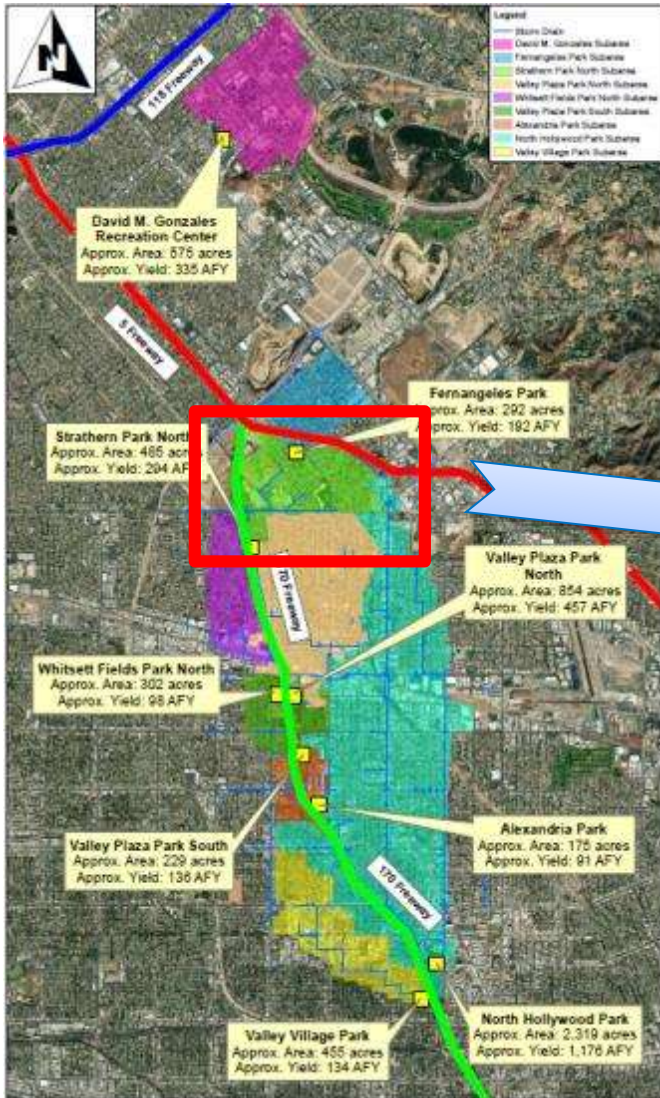 Legend
Storm Drain
David M. Gonzales Subarea
Fernangeles Park Subarea
Strathern Park North Subarea
Valley Plaza Park North Subarea
Whitsett Fields Park North Subarea
Valley Plaza Park South Subarea
Alexandria Park Subarea
North Hollywood Park Subarea
Valley Village Park Subarea
N
118 Freeway
David M. Gonzales
Recreation Center
Approx. Area: 575 acres
Approx. Yield: 335 AFY
5 Freeway
Fernangeles Park
Approx. Area: 292 acres
Approx. Yield: 192 AFY
Strathern Park North
Approx. Area: 485 acres
Approx. Yield: 294 AF
Valley Plaza Park
North
Approx. Area: 854 acres
Approx. Yield: 457 AFY
70 Freeway
Whitsett Fields Park North
Approx. Area: 302 acres
Approx. Yield: 98 AFY
Valley Plaza Park South
Approx. Area: 229 acres
Approx. Yield: 136 AFY
Alexandria Park
Approx. Area: 175 acres
Approx. Yield: 91 AFY
170 Freeway
Valley Village Park
Approx. Area: 455 acres
Approx. Yield: 134 AFY
North Hollywood Park
Approx. Area: 2,319 acres
Approx. Yield: 1,176 AFY